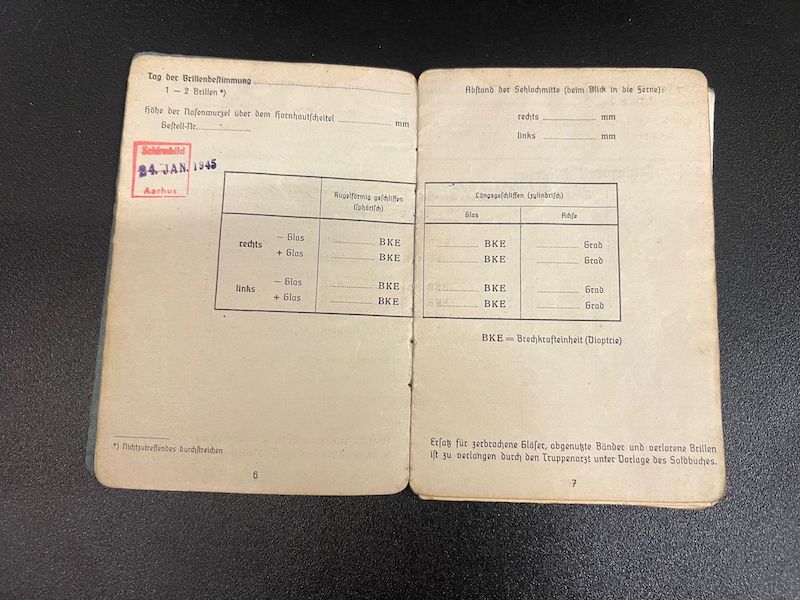 Tag der Brillenbestimmung
1 — 2 Brillen *)
Höhe der Nasenwurzel über dem Hornhautscheitel mm
Gestell-Nr.
Schirmbild
24. JAN. 1945
Aarhus
Kugelförmig geschliffen
(sphärisch)
rechts
— Glas BKE
+ Glas BKE
links
— Glas BKE
+ Glas BKE
*) Nichtzutreffendes durchstreichen
6
Abstand der Sehlochmitte (beim Blick in die Ferne):
rechts mm
links mm
Längsgeschliffen (zylindrisch)
Glas Achse
BKE Grad
BKE Grad
BKE Grad
BKE Grad
BKE = Brechkrafteinheit (Dioptrie)
Ersatz für zerbrochene Gläser, abgenutzte Bänder und verlorene Brillen
ist zu verlangen durch den Truppenarzt unter Vorlage des Soldbuches.
7